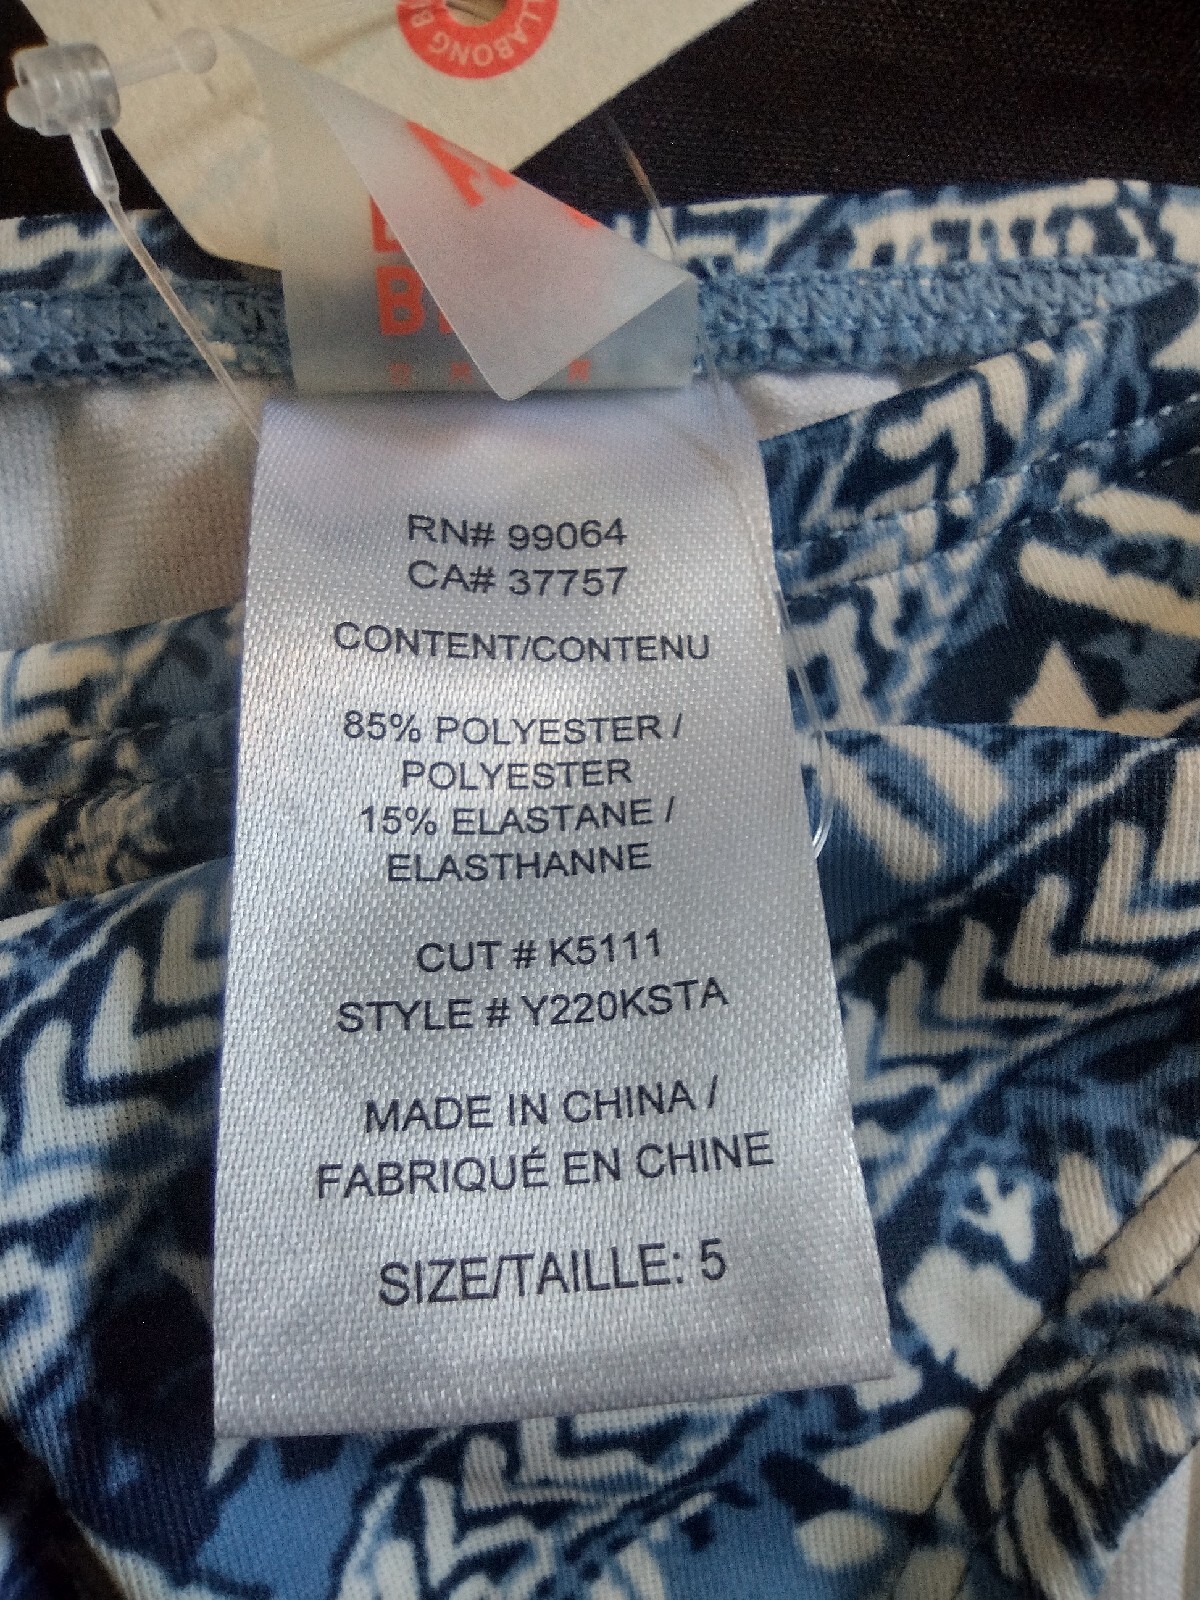 LLABONG B
RN# 99064
CA# 37757
CONTENT/CONTENU
85% POLYESTER /
POLYESTER
15% ELASTANE /
ELASTHANNE
CUT # K5111
STYLE # Y220KSTA
MADE IN CHINA /
FABRIQUÉ EN CHINE
SIZE/TAILLE: 5